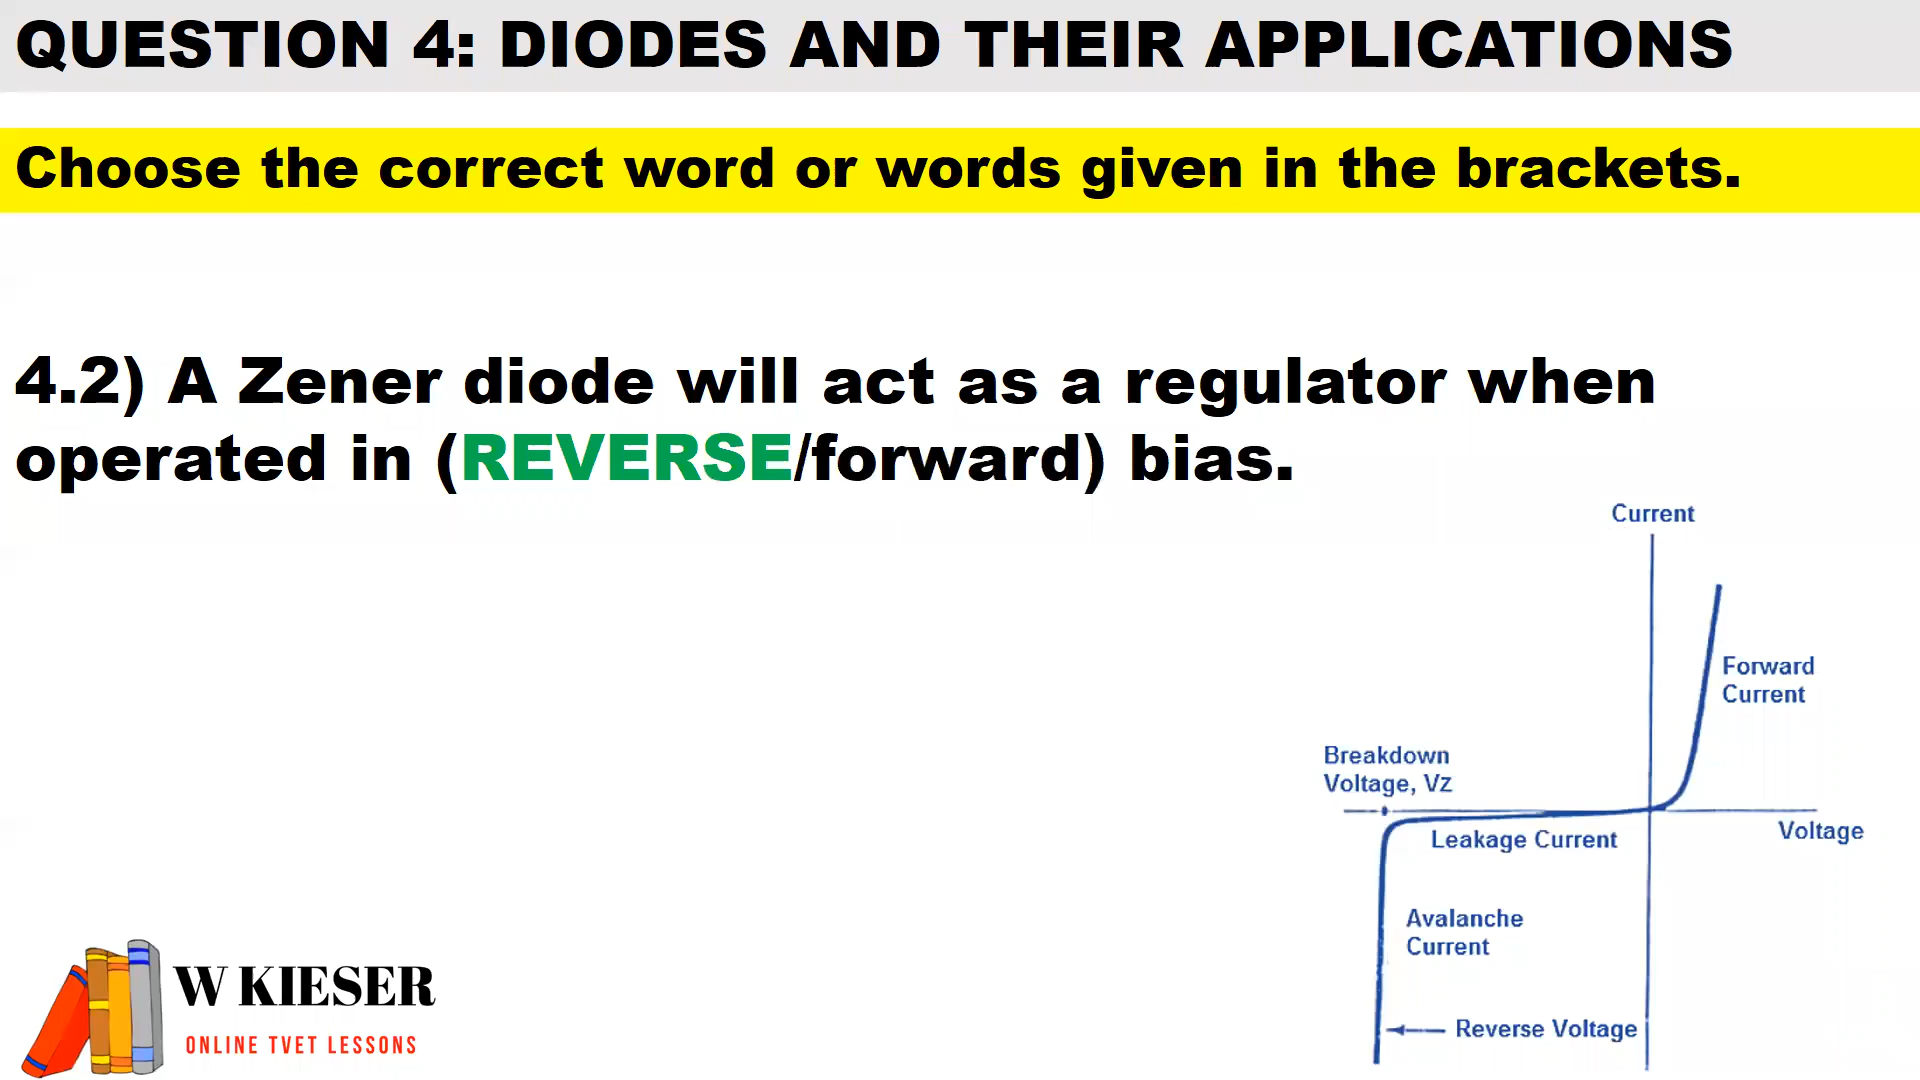 QUESTION 4: DIODES AND THEIR APPLICATIONS
Choose the correct word or words given in the brackets.
4.2) A Zener diode will act as a regulator when
operated in (REVERSE/forward) bias.
Current
Forward
Current
Breakdown
Voltage, Vz
Voltage
Leakage Current
Avalanche
Current
Reverse Voltage
W KIESER
ONLINE TVET LESSONS